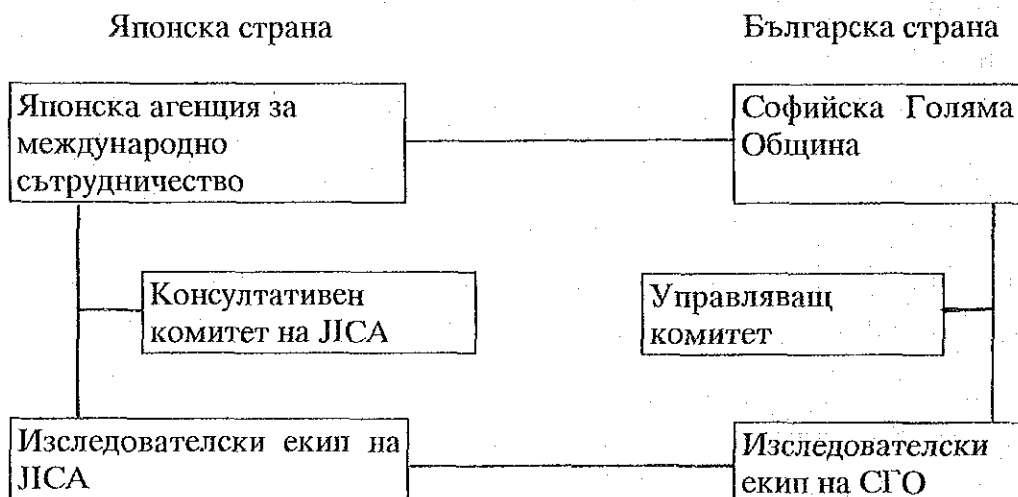 Японска страна
Българска страна
Японска агенция за
международно
сътрудничество
Софийска Голяма
Община
Консултативен
комитет на JICA
Управляващ
комитет
Изследователски екип на
JICA
Изследователски
екип на СГО